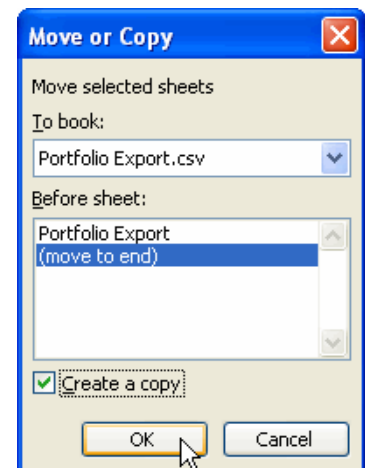 Move or Copy
Move selected sheets
To book:
Portfolio Export.csv
Before sheet:
Portfolio Export
(move to end)
Create a copy
OK Cancel